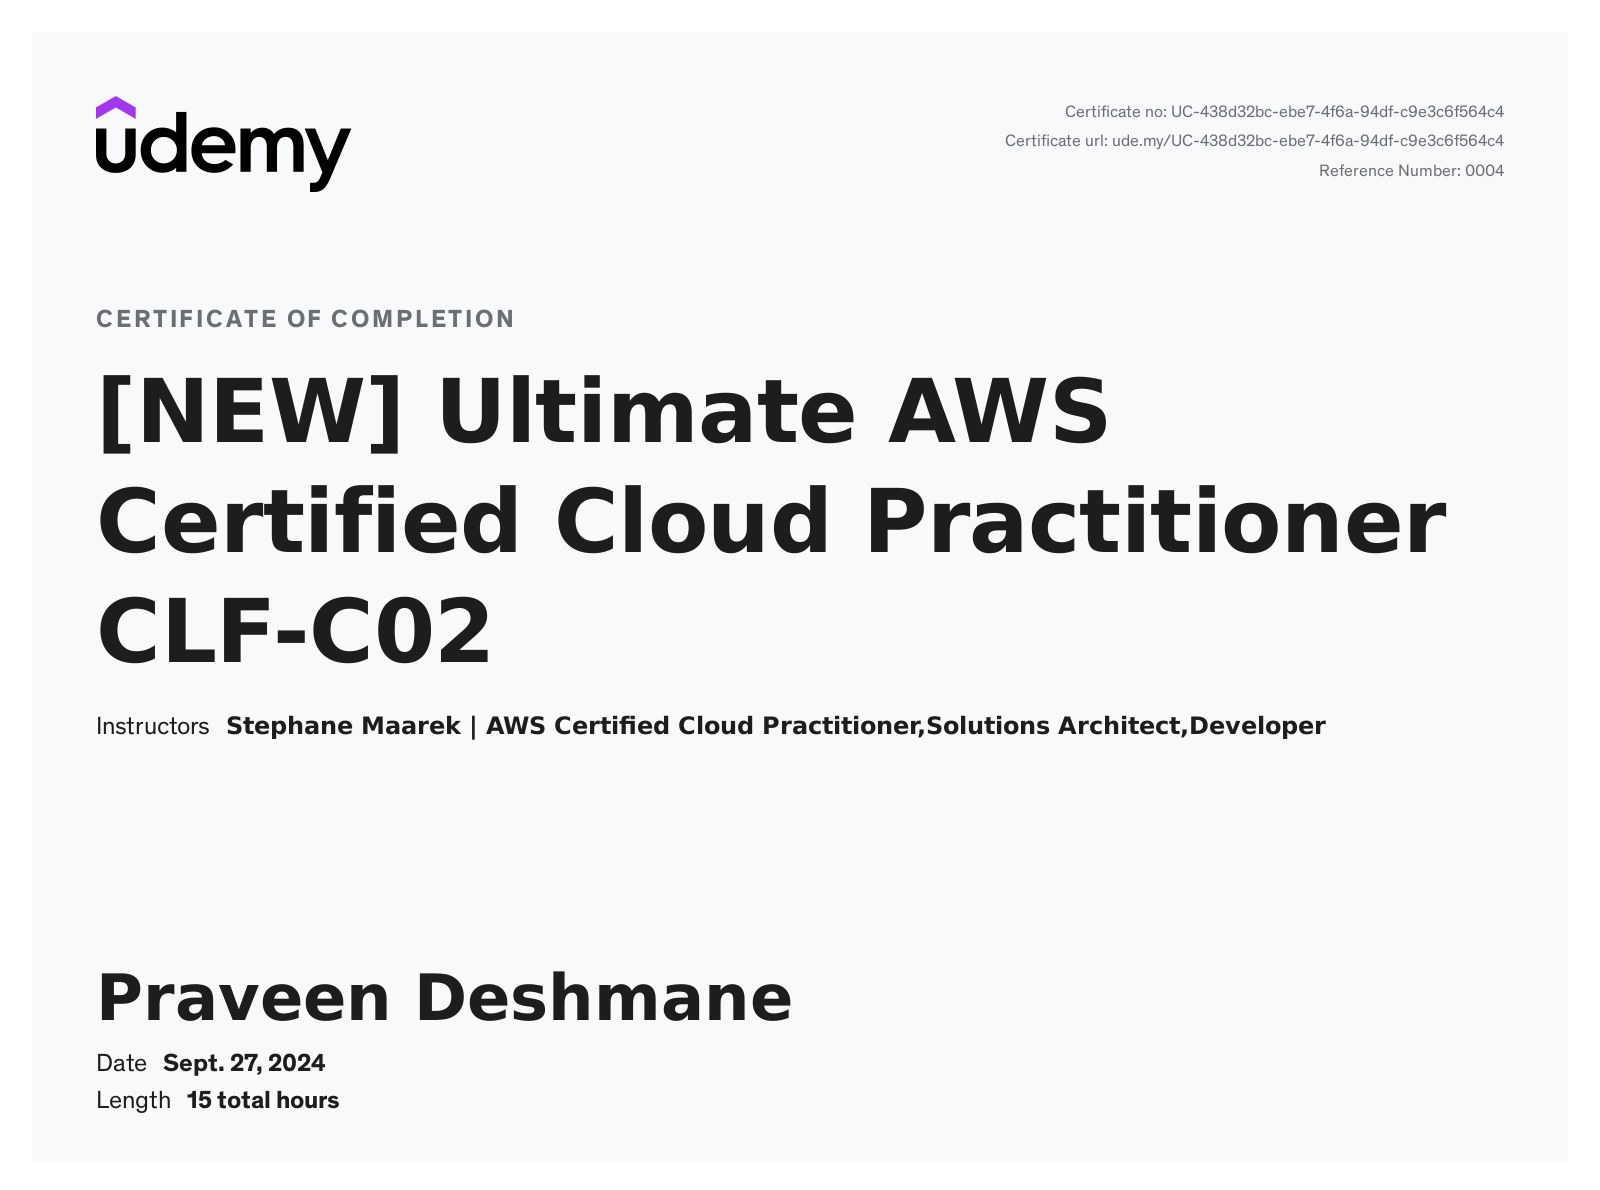 udemy
Certificate no: UC-438d32bc-ebe7-4f6a-94df-c9e3c6f564c4
Certificate url: ude.my/UC-438d32bc-ebe7-4f6a-94df-c9e3c6f564c4
Reference Number: 0004
CERTIFICATE OF COMPLETION
[NEW] Ultimate AWS
Certified Cloud Practitioner
CLF-C02
Instructors Stephane Maarek | AWS Certified Cloud Practitioner,Solutions Architect,Developer
Praveen Deshmane
Date Sept. 27, 2024
Length 15 total hours